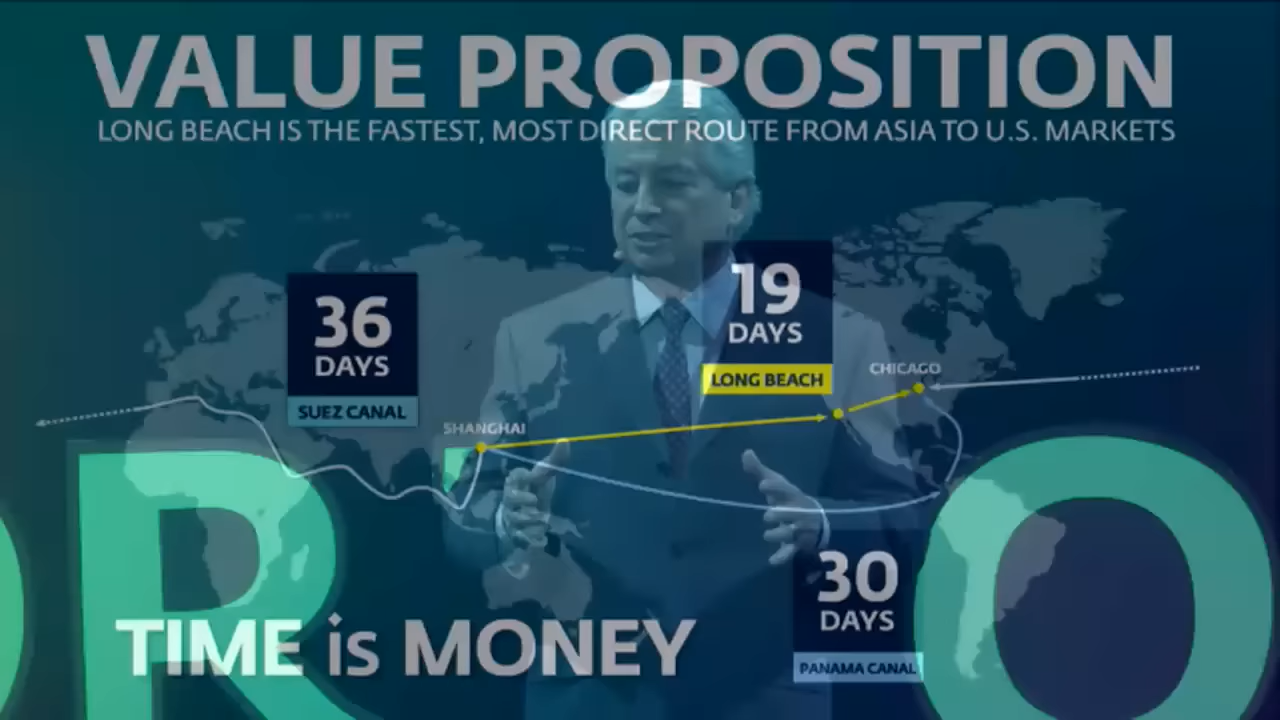 VALUE PROPOSITION
LONG BEACH IS THE FASTEST, MOST DIRECT ROUTE FROM ASIA TO U.S. MARKETS
36
DAYS
SUEZ CANAL
19
DAYS
LONG BEACH
CHICAGO
SHANGHAI
30
DAYS
PANAMA CANAL
TIME is MONEY
R
O